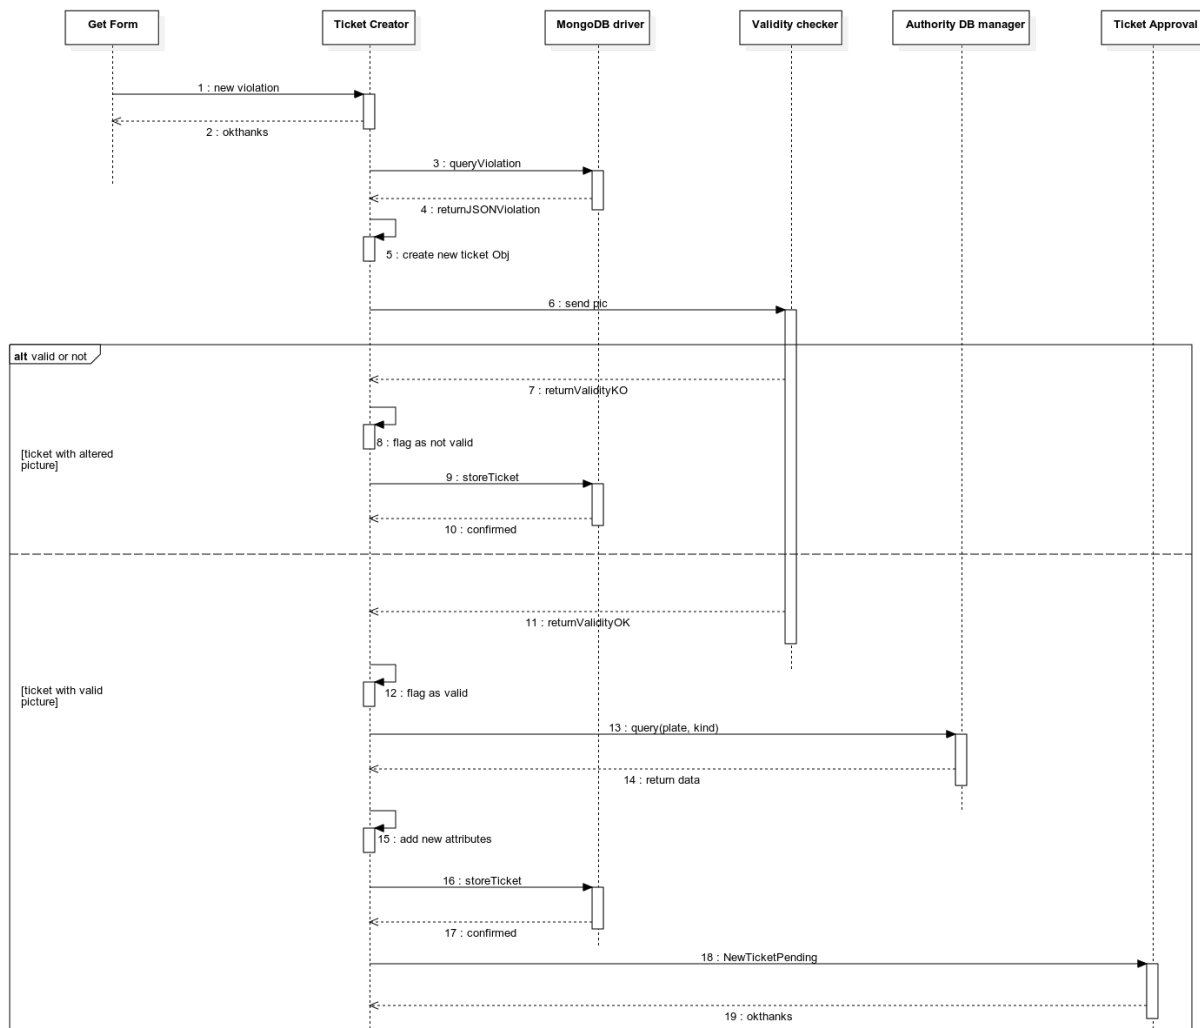 Get Form
Ticket Creator
MongoDB driver
Validity checker
Authority DB manager
Ticket Approval
1 : new violation
2 : okthanks
3 : queryViolation
4 : returnJSONViolation
5 : create new ticket Obj
6 : send pic
alt valid or not
7 : returnValidityKO
8 : flag as not valid
[ticket with altered
picture]
9 : storeTicket
10 : confirmed
11 : returnValidityOK
12 : flag as valid
[ticket with valid
picture]
13 : query(plate, kind)
14 : return data
15 : add new attributes
16 : storeTicket
17 : confirmed
18 : NewTicketPending
19 : okthanks